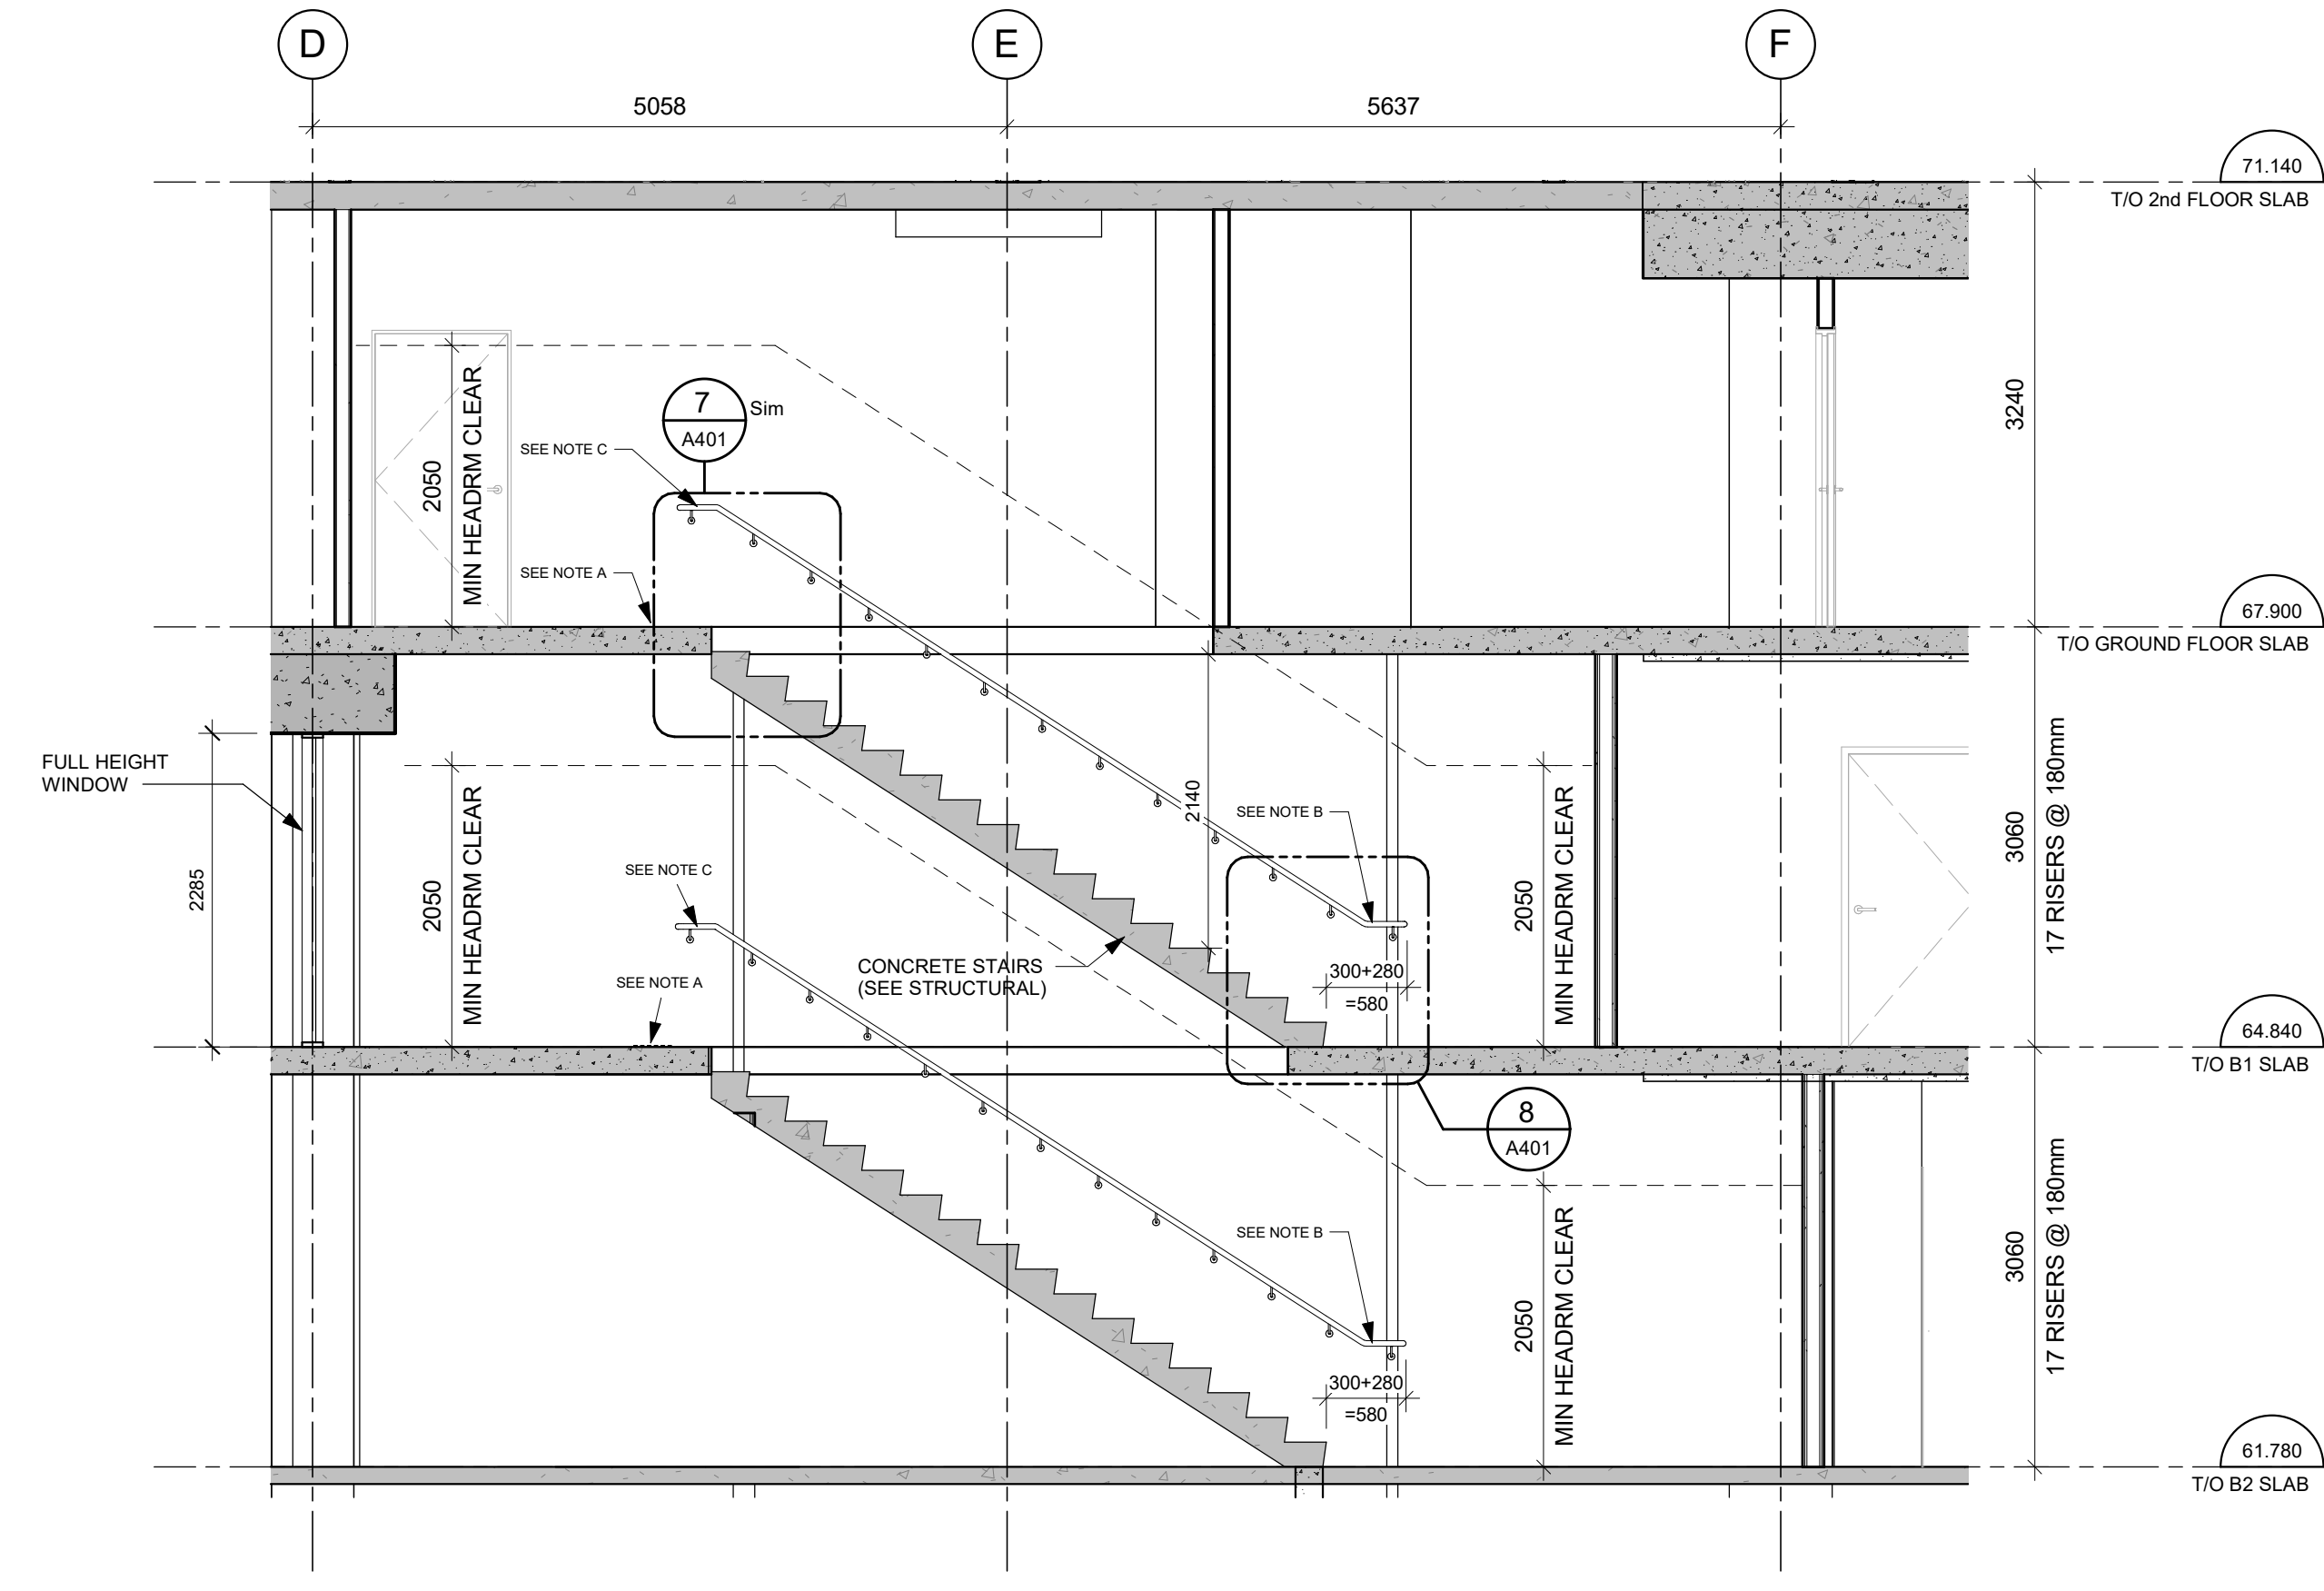 D
E
F
5058
5637
71.140
T/O 2nd FLOOR SLAB
3240
2050
MIN HEADRM CLEAR
7
A401
Sim
SEE NOTE C
SEE NOTE A
67.900
T/O GROUND FLOOR SLAB
FULL HEIGHT
WINDOW
2285
2050
MIN HEADRM CLEAR
2140
SEE NOTE B
SEE NOTE C
SEE NOTE A
CONCRETE STAIRS
(SEE STRUCTURAL)
300+280
=580
2050
MIN HEADRM CLEAR
3060
17 RISERS @ 180mm
64.840
T/O B1 SLAB
8
A401
SEE NOTE B
300+280
=580
2050
MIN HEADRM CLEAR
3060
17 RISERS @ 180mm
61.780
T/O B2 SLAB